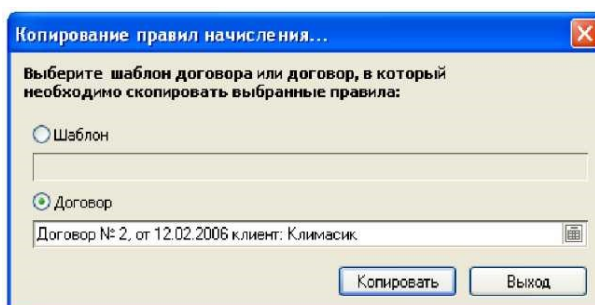 Копирование правил начисления...
Выберите шаблон договора или договор, в который
необходимо скопировать выбранные правила:
Шаблон
Договор
Договор № 2, от 12.02.2006 клиент: Климасик
Копировать Выход